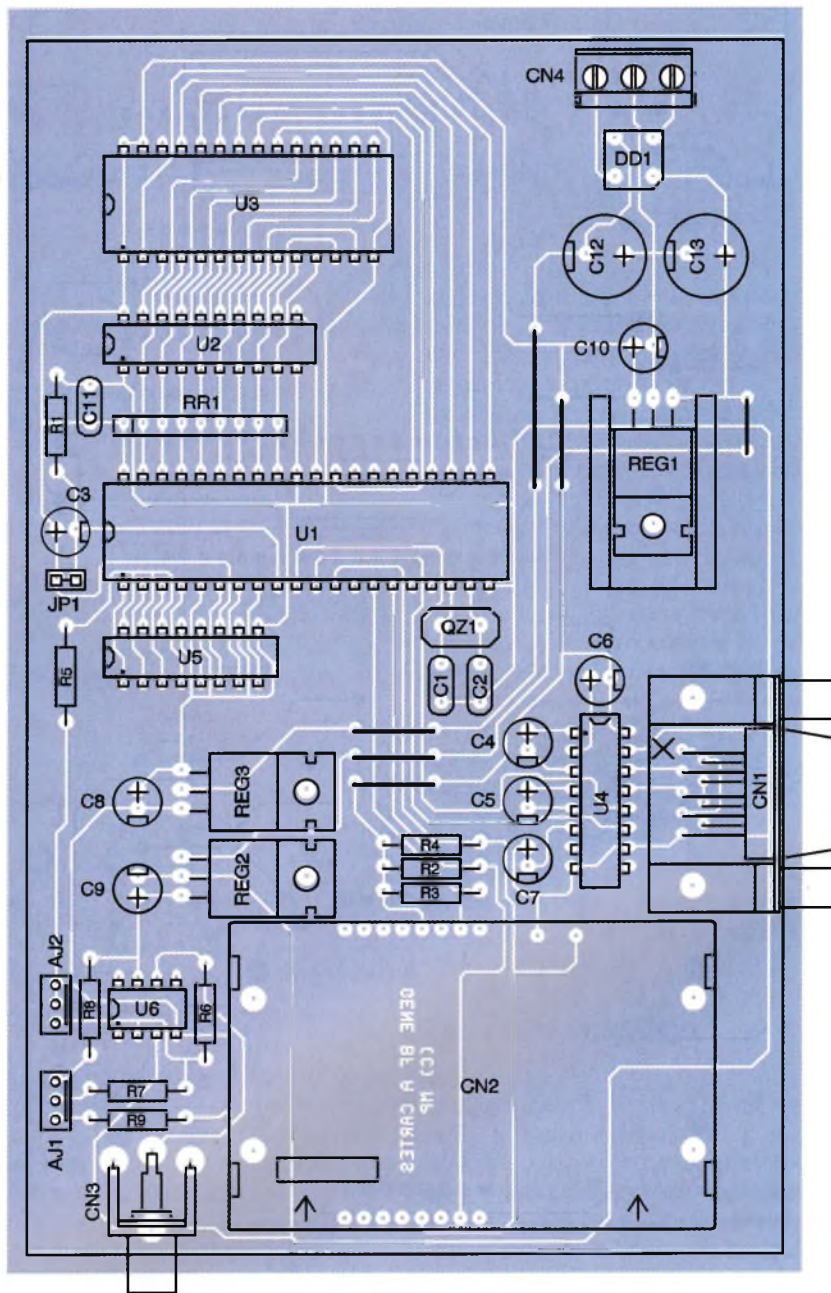 CN4
DD1
U3
C12
C13
U2
C10
RR1
R1
C11
REG1
C3
U1
JP1
QZ1
U5
R5
C6
C1
C2
C4
CN1
REG3
C8
C5
U4
R4
R2
R3
C7
REG2
C9
AJ2
R8
U6
R6
GENE BF A CARTES
(C) MP
CN2
R7
R9
AJ1
CN3